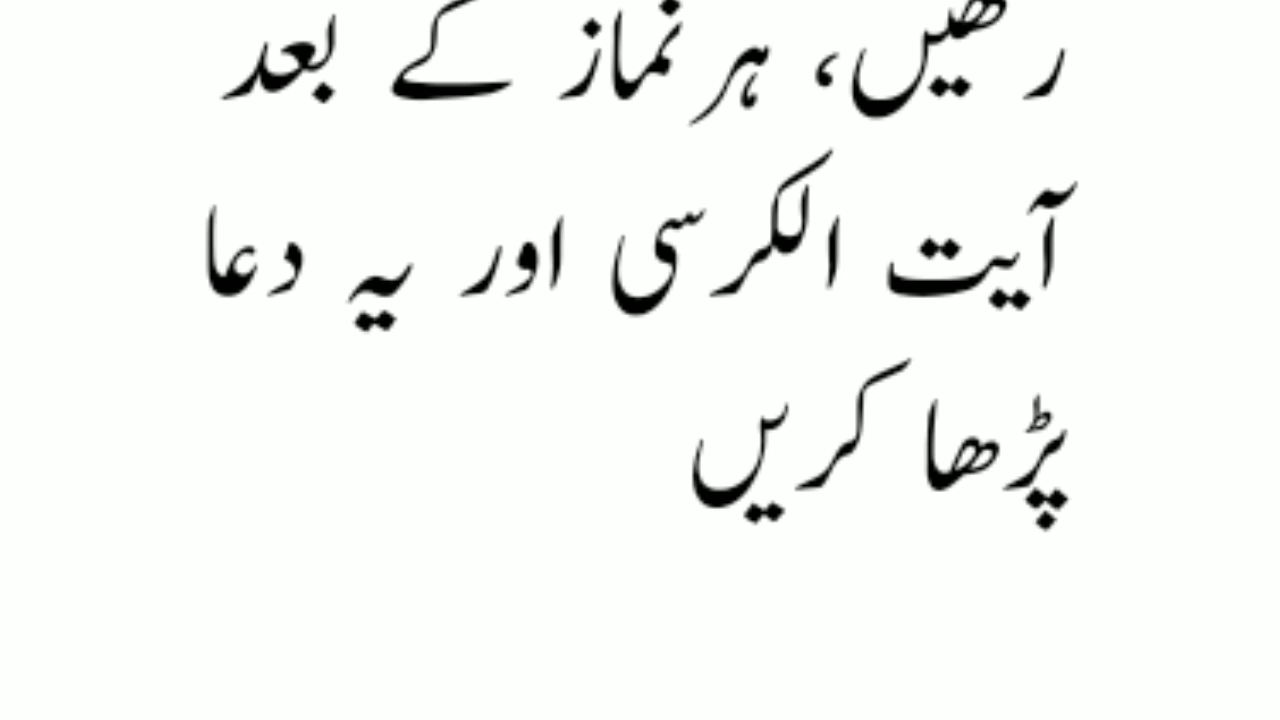 رکھیں، ہر نماز کے بعد
آیت الکرسی اور یہ دعا
پڑھا کریں